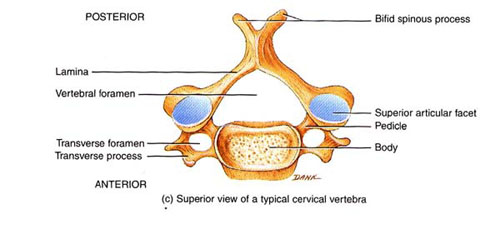 POSTERIOR
Bifid spinous process
Lamina
Vertebral foramen
Superior articular facet
Pedicle
Transverse foramen
Body
Transverse process
ANTERIOR
DANA
(c) Superior view of a typical cervical vertebra